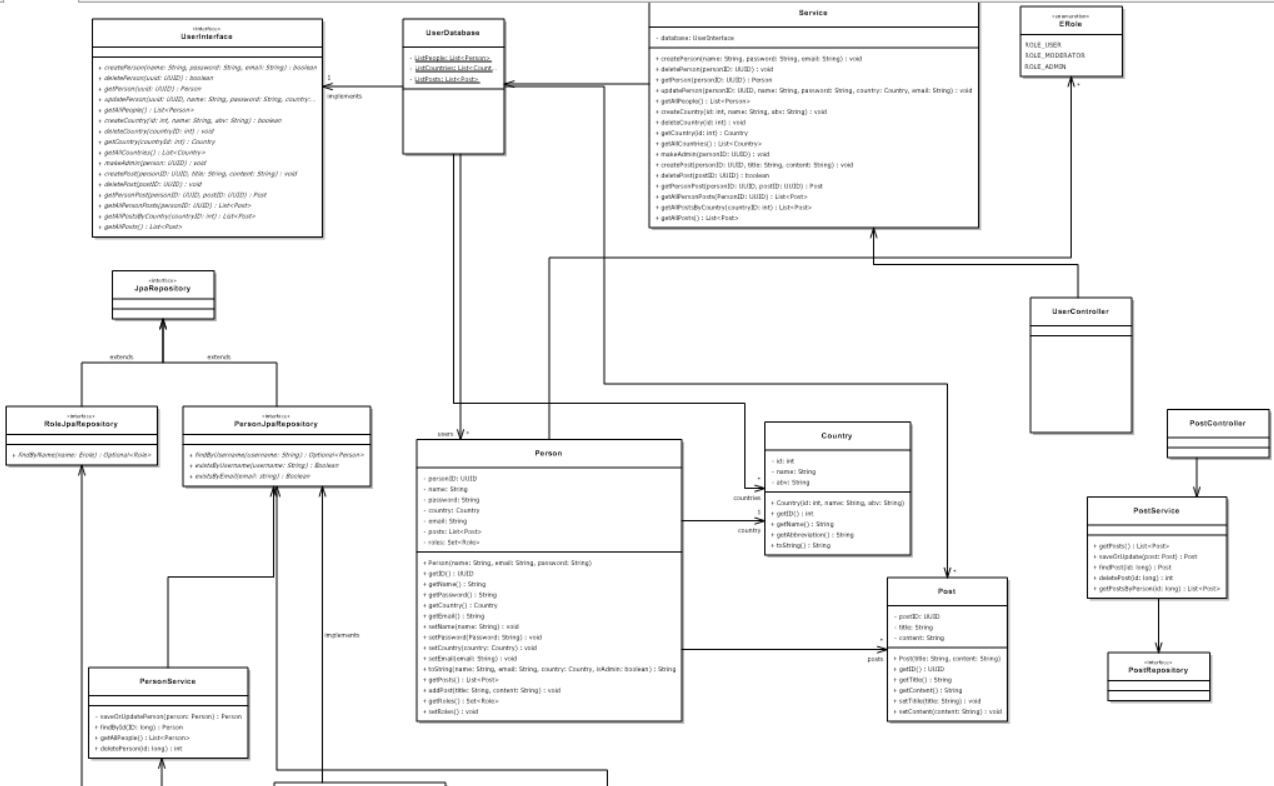 «interface»
UserInterface
+ createPerson(name: String, password: String, email: String) : boolean
+ deletePerson(uuid: UUID) : boolean
+ getPerson(uuid: UUID) : Person
+ updatePerson(uuid: UUID, name: String, password: String, country:...
+ getAllPeople() : List<Person>
+ createCountry(id: int, name: String, abv: String) : boolean
+ deleteCountry(countryID: int) : void
+ getCountry(countryId: int) : Country
+ getAllCountries() : List<Country>
+ makeAdmin(person: UUID) : void
+ createPost(personID: UUID, title: String, content: String) : void
+ deletePost(postID: UUID) : void
+ getPersonPost(personID: UUID, postID: UUID) : Post
+ getAllPersonPosts(personID: UUID) : List<Post>
+ getAllPostsByCountry(countryID: int) : List<Post>
+ getAllPosts() : List<Post>
1
implements
UserDatabase
- ListPeople: List<Person>
- ListCountries: List<Count...
- ListPosts: List<Post>
Service
- database: UserInterface
+ createPerson(name: String, password: String, email: String) : void
+ deletePerson(personID: UUID) : void
+ getPerson(personID: UUID) : Person
+ updatePerson(personID: UUID, name: String, password: String, country: Country, email: String) : void
+ getAllPeople() : List<Person>
+ createCountry(id: int, name: String, abv: String) : void
+ deleteCountry(id: int) : void
+ getCountry(id: int) : Country
+ getAllCountries() : List<Country>
+ makeAdmin(personID: UUID) : void
+ createPost(personID: UUID, title: String, content: String) : void
+ deletePost(postID: UUID) : boolean
+ getPersonPost(personID: UUID, postID: UUID) : Post
+ getAllPersonPosts(PersonID: UUID) : List<Post>
+ getAllPostsByCountry(countryID: int) : List<Post>
+ getAllPosts() : List<Post>
«enumeration»
ERole
ROLE_USER
ROLE_MODERATOR
ROLE_ADMIN
*
«interface»
JpaRepository
extends
extends
«interface»
RoleJpaRepository
+ findByName(name: Erole) : Optional<Role>
«interface»
PersonJpaRepository
+ findByUsername(username: String) : Optional<Person>
+ existsByUsername(username: String) : Boolean
+ existsByEmail(email: string) : Boolean
implements
PersonService
- saveOrUpdatePerson(person: Person) : Person
+ findById(ID: long) : Person
+ getAllPeople() : List<Person>
+ deletePerson(id: long) : int
users
*
Person
- personID: UUID
- name: String
- password: String
- country: Country
- email: String
- posts: List<Post>
- roles: Set<Role>
+ Person(name: String, email: String, password: String)
+ getID() : UUID
+ getName() : String
+ getPassword() : String
+ getCountry() : Country
+ getEmail() : String
+ setName(name: String) : void
+ setPassword(Password: String) : void
+ setCountry(country: Country) : void
+ setEmail(email: String) : void
+ toString(name: String, email: String, country: Country, isAdmin: boolean) : String
+ getPosts() : List<Post>
+ addPost(title: String, content: String) : void
+ getRoles() : Set<Role>
+ setRoles() : void
*
countries
1
country
Country
- id: int
- name: String
- abv: String
+ Country(id: int, name: String, abv: String)
+ getID() : int
+ getName() : String
+ getAbbreviation() : String
+ toString() : String
*
posts
*
Post
- postID: UUID
- title: String
- content: String
+ Post(title: String, content: String)
+ getID() : UUID
+ getTitle() : String
+ getContent() : String
+ setTitle(title: String) : void
+ setContent(content: String) : void
UserController
PostController
PostService
+ getPosts() : List<Post>
+ saveOrUpdate(post: Post) : Post
+ findPost(id: long) : Post
+ deletePost(id: long) : int
+ getPostsByPerson(id: long) : List<Post>
«interface»
PostRepository